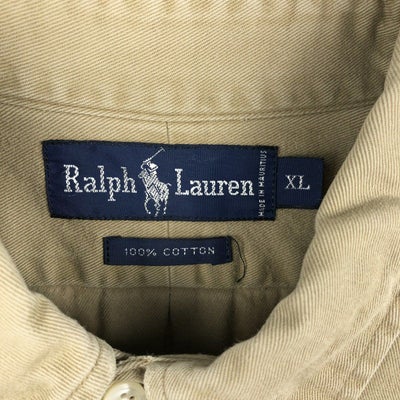 Ralph Lauren
MADE IN MAURITIUS
XL
100% COTTON